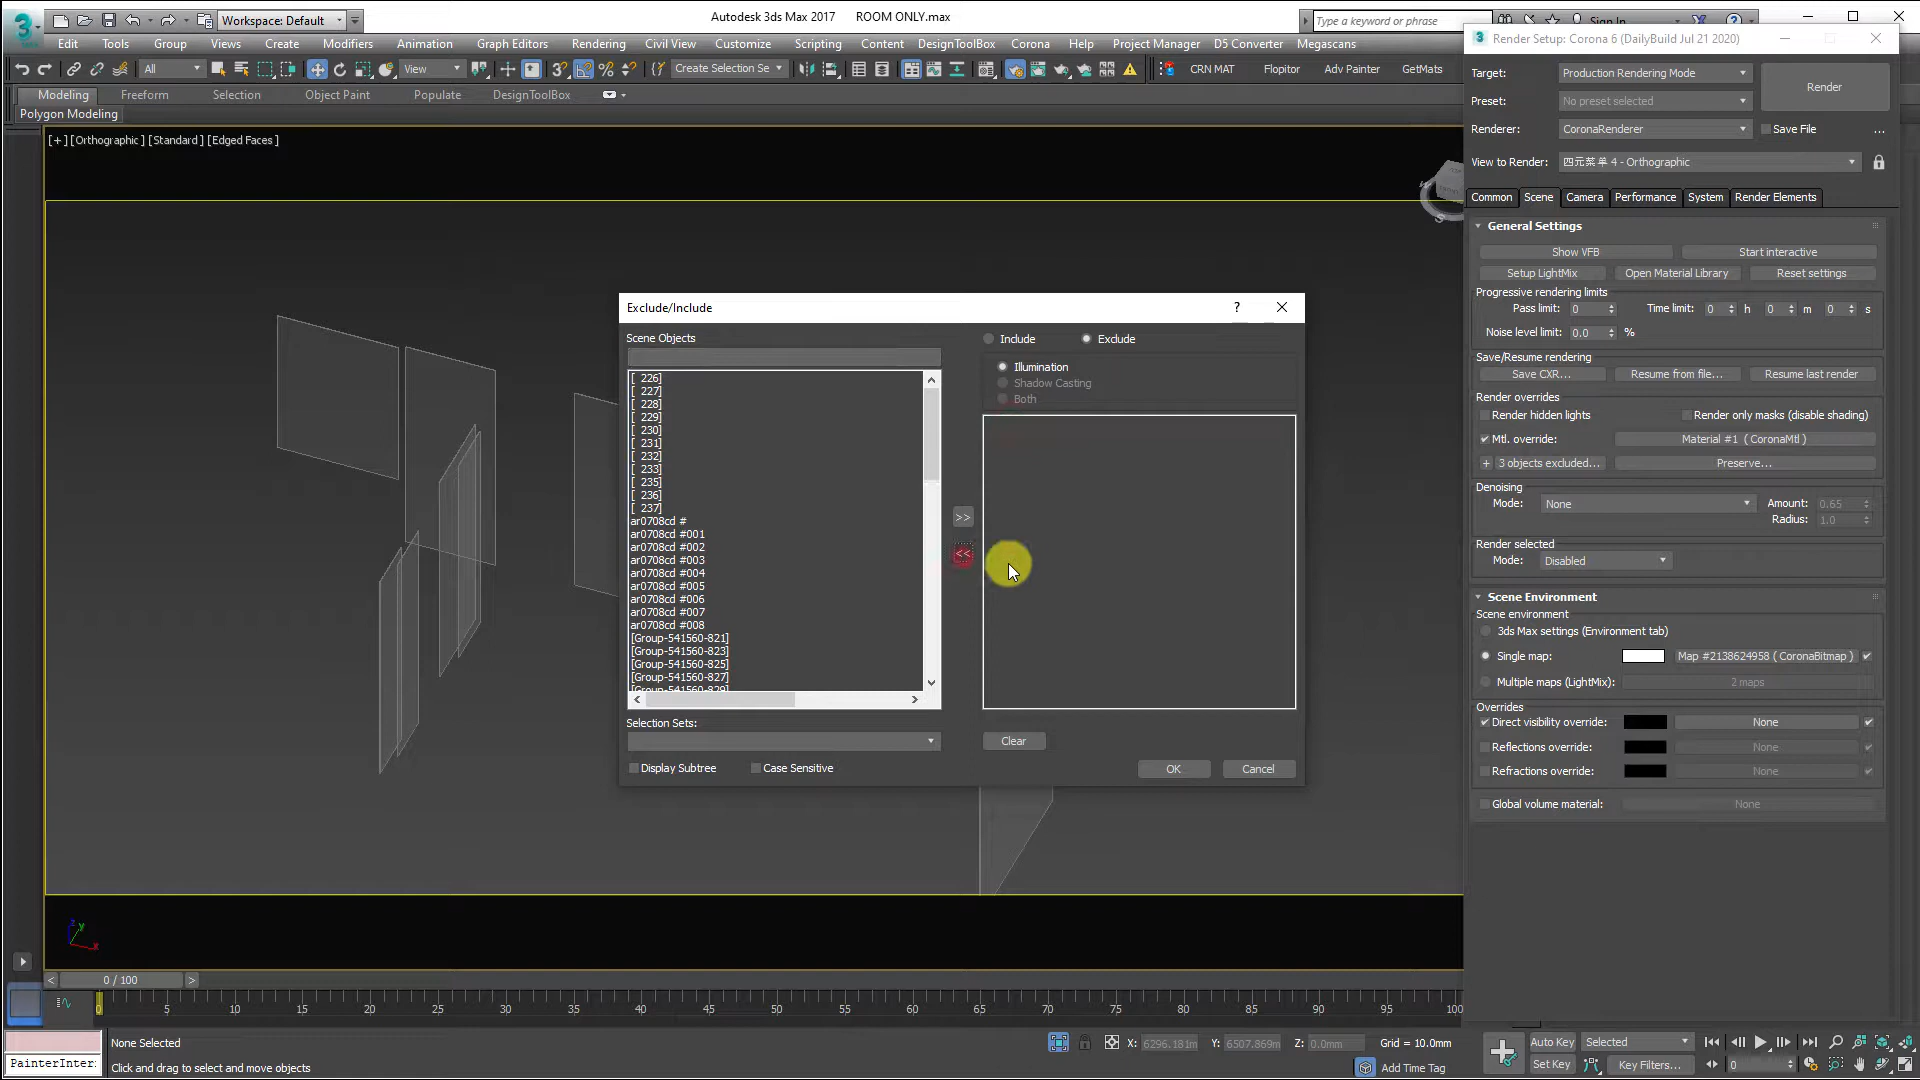 3
Workspace: Default
Autodesk 3ds Max 2017 ROOM ONLY.max
Type a keyword or phrase
Sign In
Edit Tools Group Views Create Modifiers Animation Graph Editors Rendering Civil View Customize Scripting Content DesignToolBox Corona Help Project Manager D5 Converter Megascans
All
View
Create Selection Se
CRN MAT Flopitor Adv Painter GetMats
Modeling Freeform Selection Object Paint Populate DesignToolBox
Polygon Modeling
[+] [Orthographic ] [Standard ] [Edged Faces ]
Render Setup: Corona 6 (DailyBuild Jul 21 2020)
Target: Production Rendering Mode
Render
Preset: No preset selected
Renderer: CoronaRenderer
Save File ...
View to Render: 四元菜单 4 - Orthographic
Common Scene Camera Performance System Render Elements
General Settings
Show VFB Start interactive
Setup LightMix Open Material Library Reset settings
Progressive rendering limits
Pass limit: 0 Time limit: 0 h 0 m 0 s
Noise level limit: 0.0 %
Save/Resume rendering
Save CXR... Resume from file... Resume last render
Render overrides
Render hidden lights Render only masks (disable shading)
Mtl. override: Material #1 ( CoronaMtl )
+ 3 objects excluded... Preserve...
Denoising
Mode: None Amount: 0.65
Radius: 1.0
Render selected
Mode: Disabled
Scene Environment
Scene environment
3ds Max settings (Environment tab)
Single map: Map #2138624958 ( CoronaBitmap )
Multiple maps (LightMix): 2 maps
Overrides
Direct visibility override: None
Reflections override: None
Refractions override: None
Global volume material: None
Exclude/Include ?
Scene Objects
Include Exclude
Illumination
Shadow Casting
Both
[ 226]
[ 227]
[ 228]
[ 229]
[ 230]
[ 231]
[ 232]
[ 233]
[ 235]
[ 236]
[ 237]
ar0708cd #
ar0708cd #001
ar0708cd #002
ar0708cd #003
ar0708cd #004
ar0708cd #005
ar0708cd #006
ar0708cd #007
ar0708cd #008
[Group-541560-821]
[Group-541560-823]
[Group-541560-825]
[Group-541560-827]
[Group-541560-829]
>>
<<
Selection Sets:
Clear
Display Subtree Case Sensitive
OK Cancel
z y x
< 0 / 100 >
0 5 10 15 20 25 30 35 40 45 50 55 60 65 70 75 80 85 90 95 100
None Selected
X: 6296.181m Y: 6507.869m Z: 0.0mm Grid = 10.0mm
Auto Key Selected
PainterInter:
Click and drag to select and move objects
Add Time Tag
Set Key Key Filters... 0